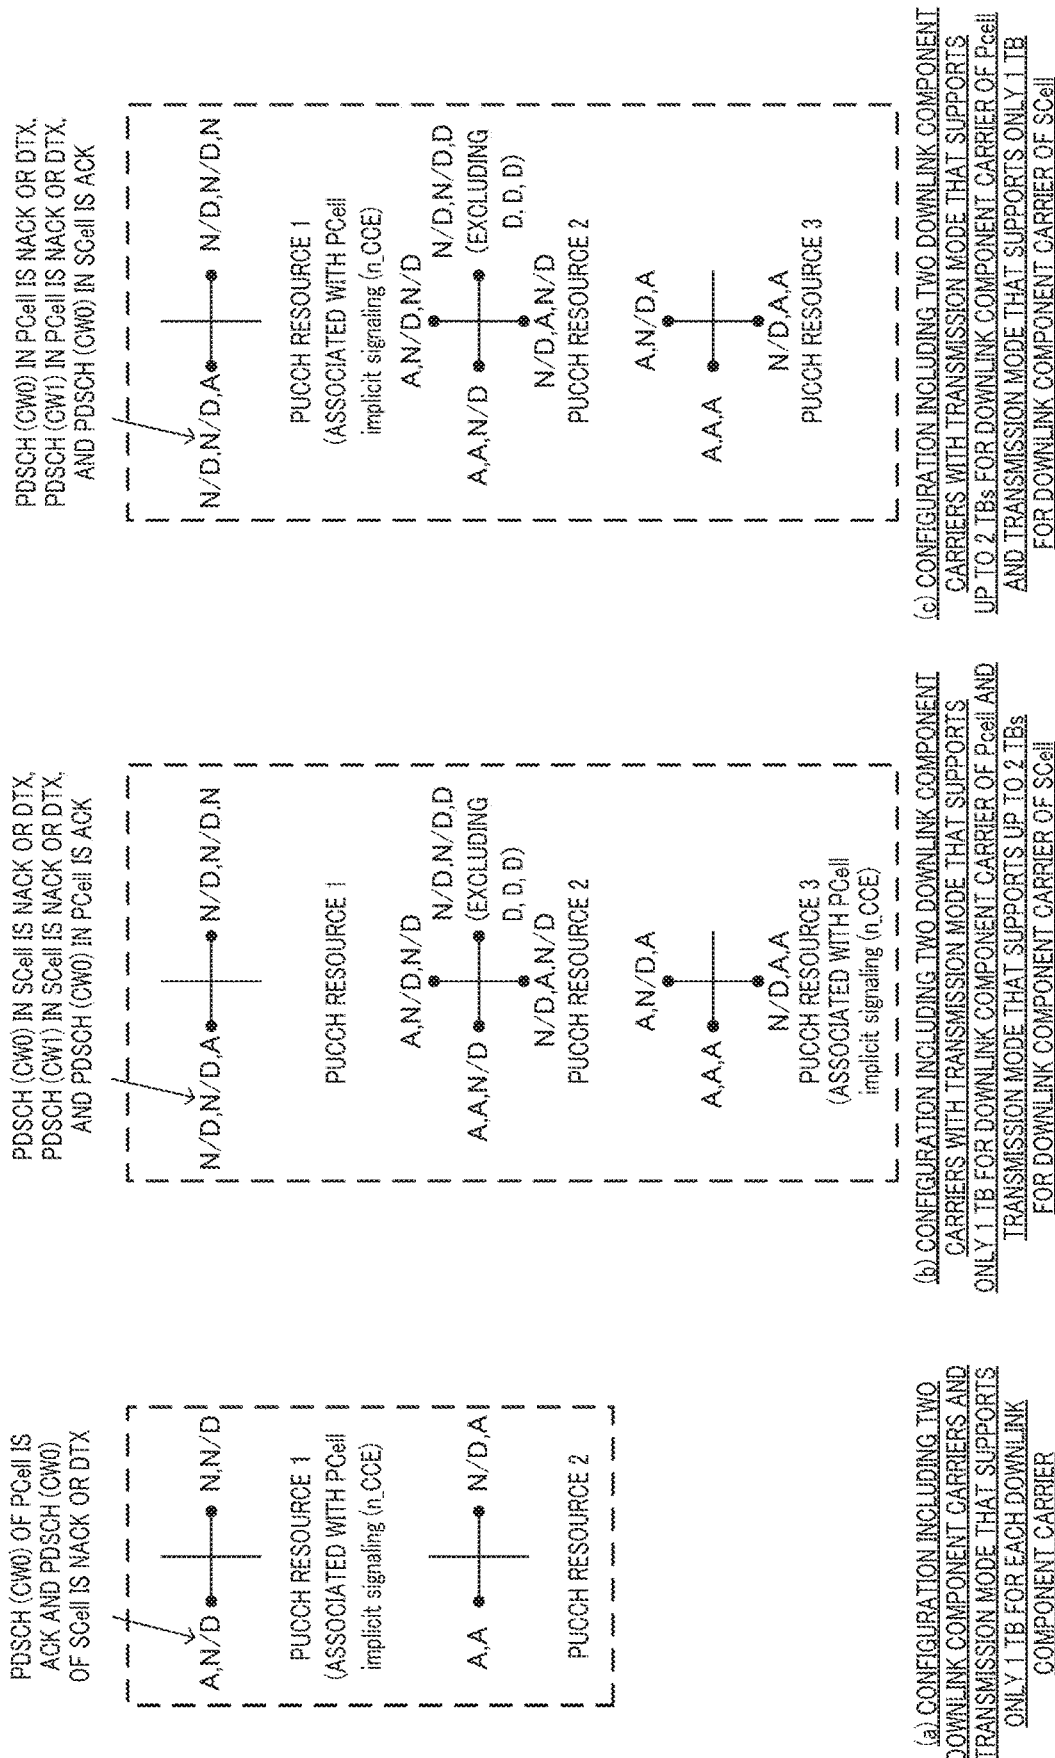 PDSCH (CW0) OF PCell IS
ACK AND PDSCH (CW0)
OF SCell IS NACK OR DTX
A,N/D
N,N/D
PUCCH RESOURCE 1
(ASSOCIATED WITH PCell
implicit signaling (n_CCE)
A,A
N/D,A
PUCCH RESOURCE 2
(a) CONFIGURATION INCLUDING TWO
DOWNLINK COMPONENT CARRIERS AND
TRANSMISSION MODE THAT SUPPORTS
ONLY 1 TB FOR EACH DOWNLINK
COMPONENT CARRIER
PDSCH (CW0) IN SCell IS NACK OR DTX,
PDSCH (CW1) IN SCell IS NACK OR DTX,
AND PDSCH (CW0) IN PCell IS ACK
N/D,N/D,A
N/D,N/D,N
PUCCH RESOURCE 1
A,N/D,N/D
A,A,N/D
N/D,N/D,D
(EXCLUDING
D, D, D)
N/D,A,N/D
PUCCH RESOURCE 2
A,N/D,A
A,A,A
N/D,A,A
PUCCH RESOURCE 3
(ASSOCIATED WITH PCell
implicit signaling (n_CCE)
(b) CONFIGURATION INCLUDING TWO DOWNLINK COMPONENT
CARRIERS WITH TRANSMISSION MODE THAT SUPPORTS
ONLY 1 TB FOR DOWNLINK COMPONENT CARRIER OF Pcell AND
TRANSMISSION MODE THAT SUPPORTS UP TO 2 TBs
FOR DOWNLINK COMPONENT CARRIER OF SCell
PDSCH (CW0) IN PCell IS NACK OR DTX,
PDSCH (CW1) IN PCell IS NACK OR DTX,
AND PDSCH (CW0) IN SCell IS ACK
N/D,N/D,A
N/D,N/D,N
PUCCH RESOURCE 1
(ASSOCIATED WITH PCell
implicit signaling (n_CCE)
A,N/D,N/D
A,A,N/D
N/D,N/D,D
(EXCLUDING
D, D, D)
N/D,A,N/D
PUCCH RESOURCE 2
A,N/D,A
A,A,A
N/D,A,A
PUCCH RESOURCE 3
(c) CONFIGURATION INCLUDING TWO DOWNLINK COMPONENT
CARRIERS WITH TRANSMISSION MODE THAT SUPPORTS
UP TO 2 TBs FOR DOWNLINK COMPONENT CARRIER OF Pcell
AND TRANSMISSION MODE THAT SUPPORTS ONLY 1 TB
FOR DOWNLINK COMPONENT CARRIER OF SCell